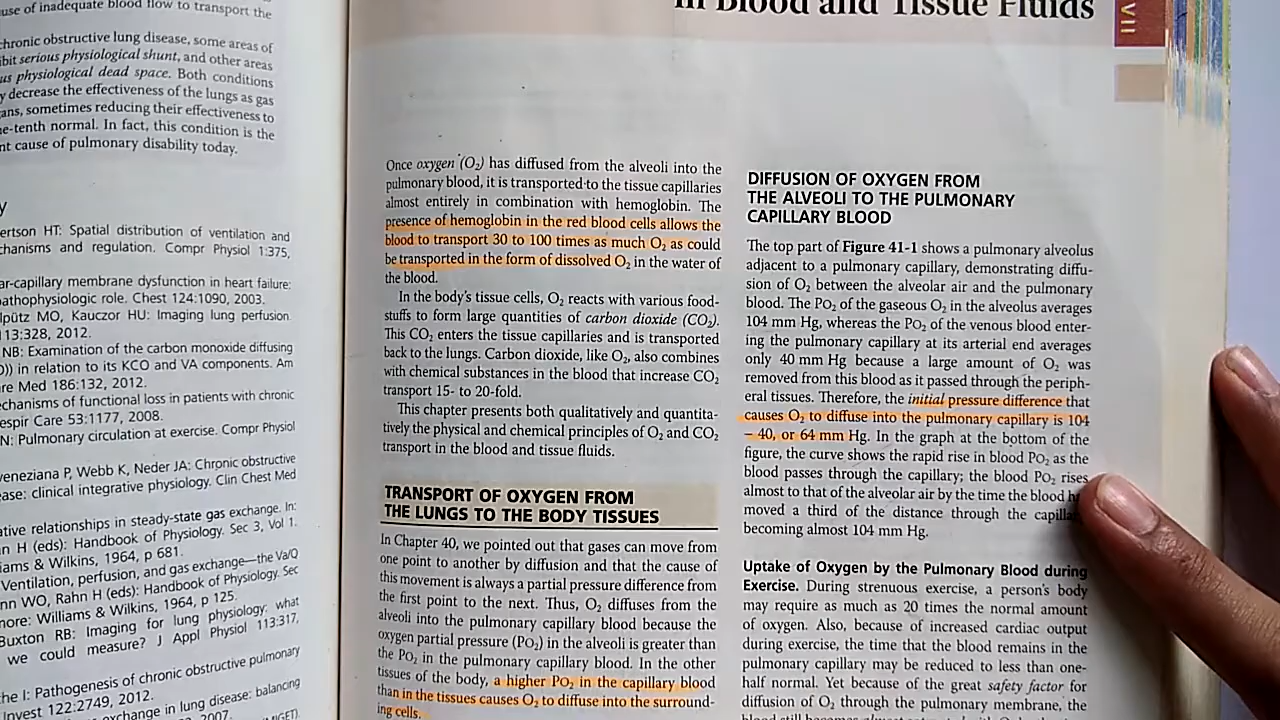 use of inadequate blood flow to transport the
chronic obstructive lung disease, some areas of
bit serious physiological shunt, and other areas
us physiological dead space. Both conditions
y decrease the effectiveness of the lungs as gas
ans, sometimes reducing their effectiveness to
e-tenth normal. In fact, this condition is the
nt cause of pulmonary disability today.
y
ertson HT: Spatial distribution of ventilation and
chanisms and regulation. Compr Physiol 1:375,
ar-capillary membrane dysfunction in heart failure:
athophysiologic role. Chest 124:1090, 2003.
lpütz MO, Kauczor HU: Imaging lung perfusion.
113:328, 2012.
NB: Examination of the carbon monoxide diffusing
O)) in relation to its KCO and VA components. Am
re Med 186:132, 2012.
echanisms of functional loss in patients with chronic
espir Care 53:1177, 2008.
N: Pulmonary circulation at exercise. Compr Physiol
veneziana P, Webb K, Neder JA: Chronic obstructive
ase: clinical integrative physiology. Clin Chest Med
ative relationships in steady-state gas exchange. In:
n H (eds): Handbook of Physiology. Sec 3, Vol 1.
iams & Wilkins, 1964, p 681.
Ventilation, perfusion, and gas exchange—the Va/Q
nn WO, Rahn H (eds): Handbook of Physiology. Sec
more: Williams & Wilkins, 1964, p 125.
Buxton RB: Imaging for lung physiology: what
we could measure? J Appl Physiol 113:317,
he I: Pathogenesis of chronic obstructive pulmonary
Invest 122:2749, 2012.
exchange in lung disease: balancing
2007.
in Blood and Tissue Fluids
VII
Once oxygen (O2) has diffused from the alveoli into the
pulmonary blood, it is transported to the tissue capillaries
almost entirely in combination with hemoglobin. The
presence of hemoglobin in the red blood cells allows the
blood to transport 30 to 100 times as much O2 as could
be transported in the form of dissolved O2 in the water of
the blood.
In the body's tissue cells, O2 reacts with various food-
stuffs to form large quantities of carbon dioxide (CO2).
This CO2 enters the tissue capillaries and is transported
back to the lungs. Carbon dioxide, like O2, also combines
with chemical substances in the blood that increase CO2
transport 15- to 20-fold.
This chapter presents both qualitatively and quantita-
tively the physical and chemical principles of O2 and CO2
transport in the blood and tissue fluids.
TRANSPORT OF OXYGEN FROM
THE LUNGS TO THE BODY TISSUES
In Chapter 40, we pointed out that gases can move from
one point to another by diffusion and that the cause of
this movement is always a partial pressure difference from
the first point to the next. Thus, O2 diffuses from the
alveoli into the pulmonary capillary blood because the
oxygen partial pressure (PO2) in the alveoli is greater than
the PO2 in the pulmonary capillary blood. In the other
tissues of the body, a higher PO2 in the capillary blood
than in the tissues causes O2 to diffuse into the surround-
ing cells.
DIFFUSION OF OXYGEN FROM
THE ALVEOLI TO THE PULMONARY
CAPILLARY BLOOD
The top part of Figure 41-1 shows a pulmonary alveolus
adjacent to a pulmonary capillary, demonstrating diffu-
sion of O2 between the alveolar air and the pulmonary
blood. The PO2 of the gaseous O2 in the alveolus averages
104 mm Hg, whereas the PO2 of the venous blood enter-
ing the pulmonary capillary at its arterial end averages
only 40 mm Hg because a large amount of O2 was
removed from this blood as it passed through the periph-
eral tissues. Therefore, the initial pressure difference that
causes O2 to diffuse into the pulmonary capillary is 104
– 40, or 64 mm Hg. In the graph at the bottom of the
figure, the curve shows the rapid rise in blood PO2 as the
blood passes through the capillary; the blood PO2 rises
almost to that of the alveolar air by the time the blood
moved a third of the distance through the
becoming almost 104 mm Hg.
Uptake of Oxygen by the Pulmonary Blood during
Exercise. During strenuous exercise, a person's body
may require as much as 20 times the normal amount
of oxygen. Also, because of increased cardiac output
during exercise, the time that the blood remains in the
pulmonary capillary may be reduced to less than one-
half normal. Yet because of the great safety factor for
diffusion of O2 through the pulmonary membrane, the